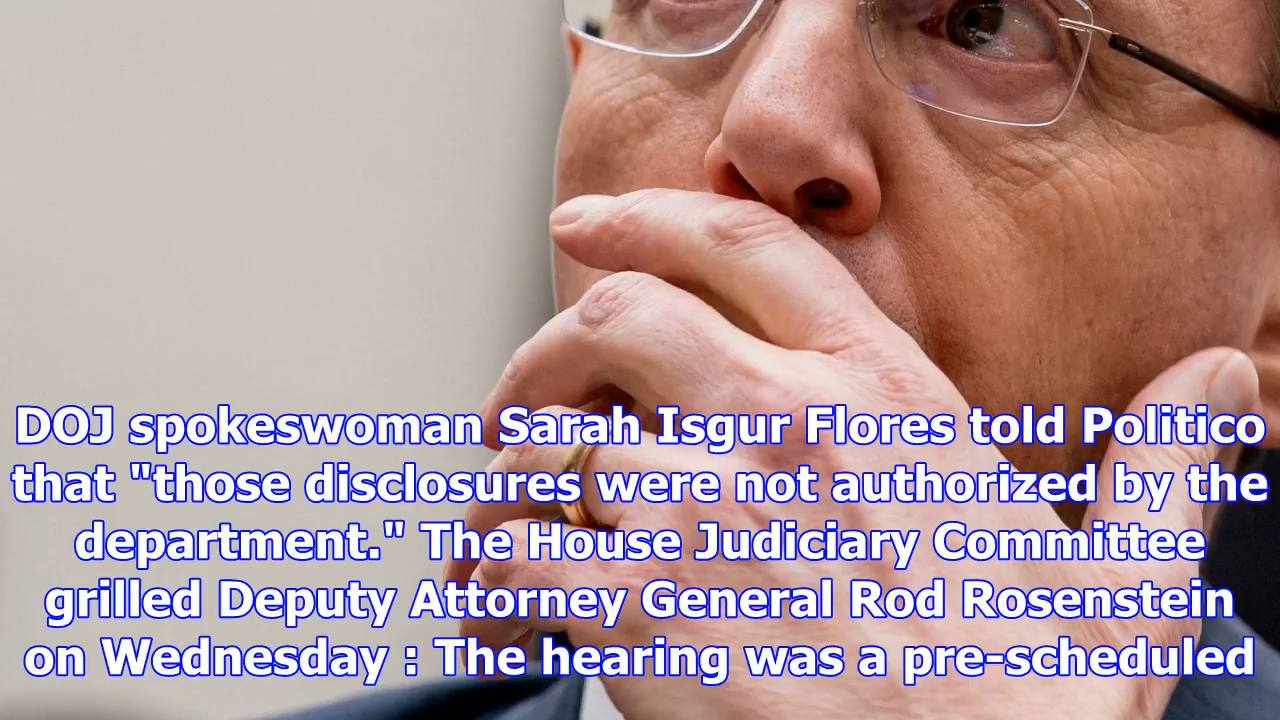 DOJ spokeswoman Sarah Isgur Flores told Politico
that "those disclosures were not authorized by the
department." The House Judiciary Committee
grilled Deputy Attorney General Rod Rosenstein
on Wednesday : The hearing was a pre-scheduled